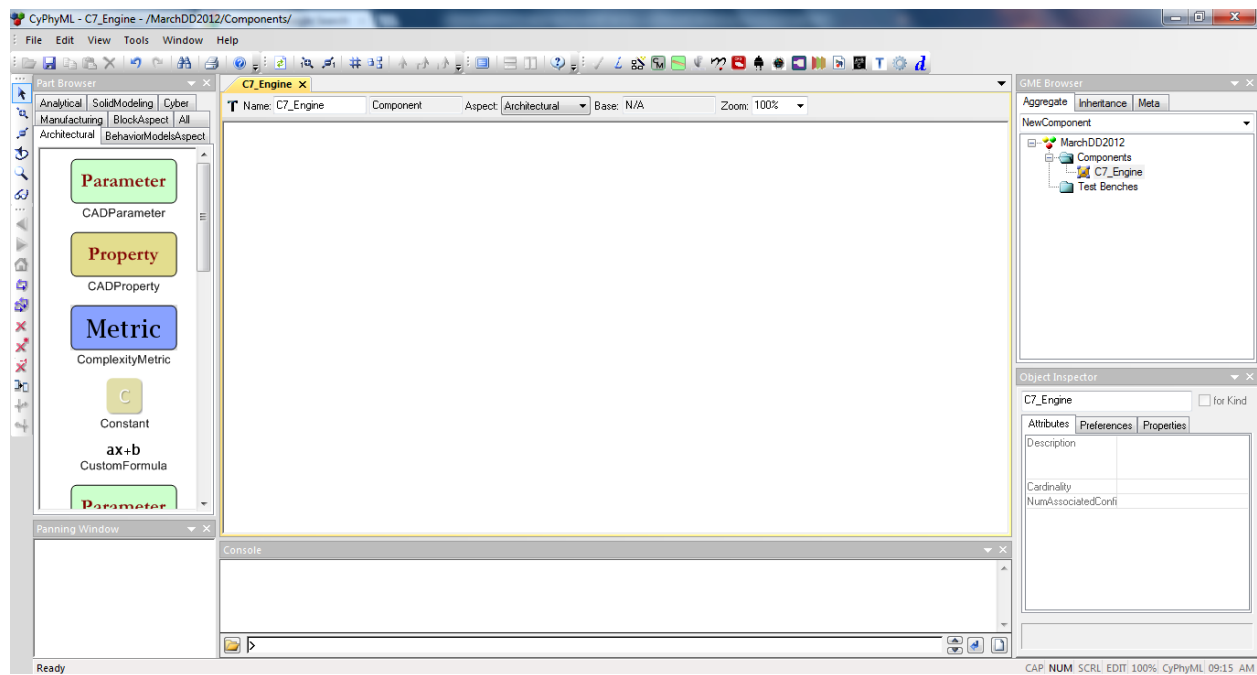 CyPhyML - C7_Engine - /MarchDD2012/Components/
File Edit View Tools Window Help
Part Browser
Analytical SolidModeling Cyber
Manufacturing BlockAspect All
Architectural BehaviorModelsAspect
Parameter
CADParameter
Property
CADProperty
Metric
ComplexityMetric
C
Constant
ax+b
CustomFormula
Parameter
Panning Window
C7_Engine
T Name: C7_Engine Component Aspect: Architectural Base: N/A Zoom: 100%
Console
GME Browser
Aggregate Inheritance Meta
NewComponent
MarchDD2012
Components
C7_Engine
Test Benches
Object Inspector
C7_Engine for Kind
Attributes Preferences Properties
Description
Cardinality
NumAssociatedConfi
Ready
CAP NUM SCRL EDIT 100% CyPhyML 09:15 AM